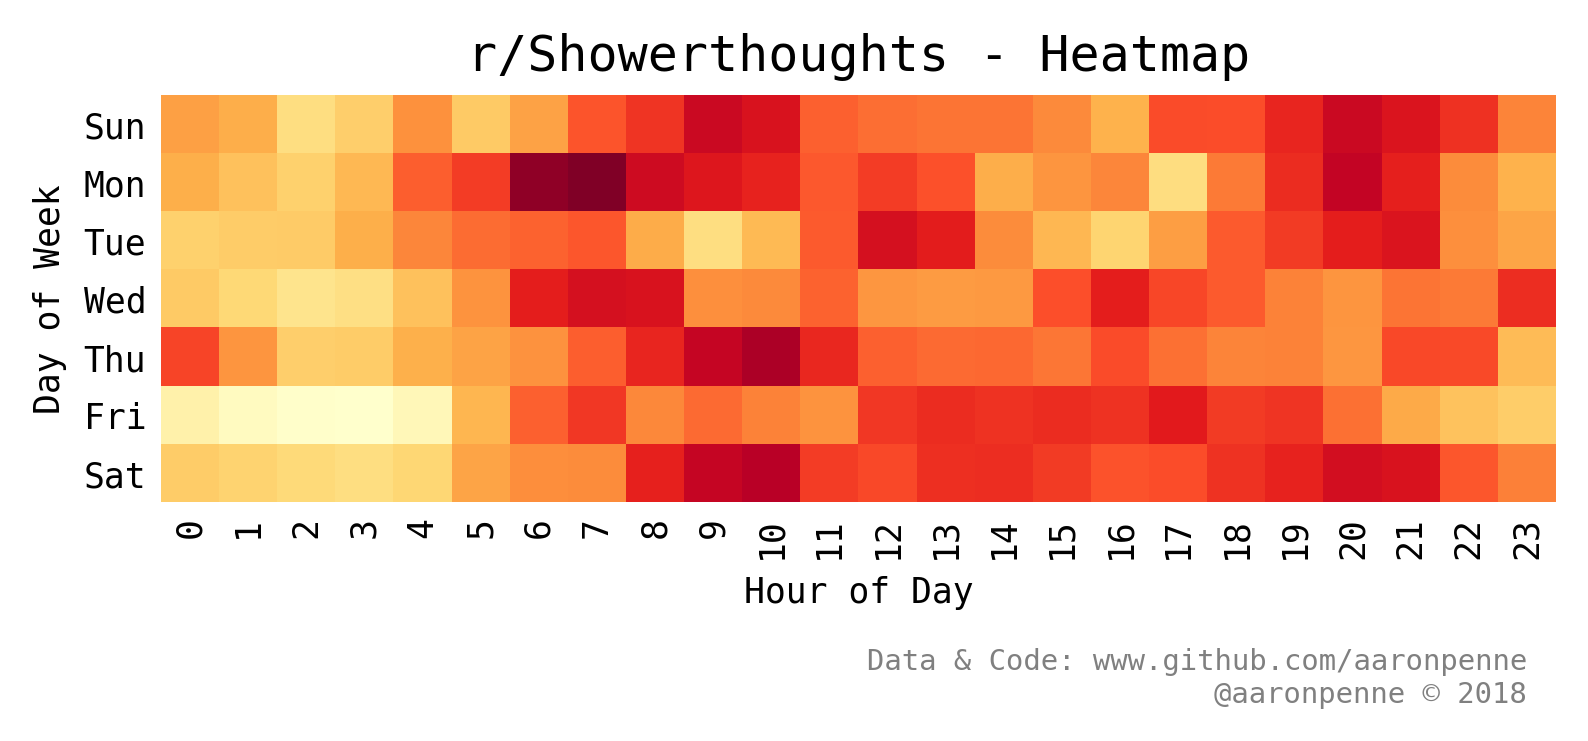 r/Showerthoughts - Heatmap
Day of Week
Sun
Mon
Tue
Wed
Thu
Fri
Sat
0 1 2 3 4 5 6 7 8 9 10 11 12 13 14 15 16 17 18 19 20 21 22 23
Hour of Day
Data & Code: www.github.com/aaronpenne
@aaronpenne © 2018